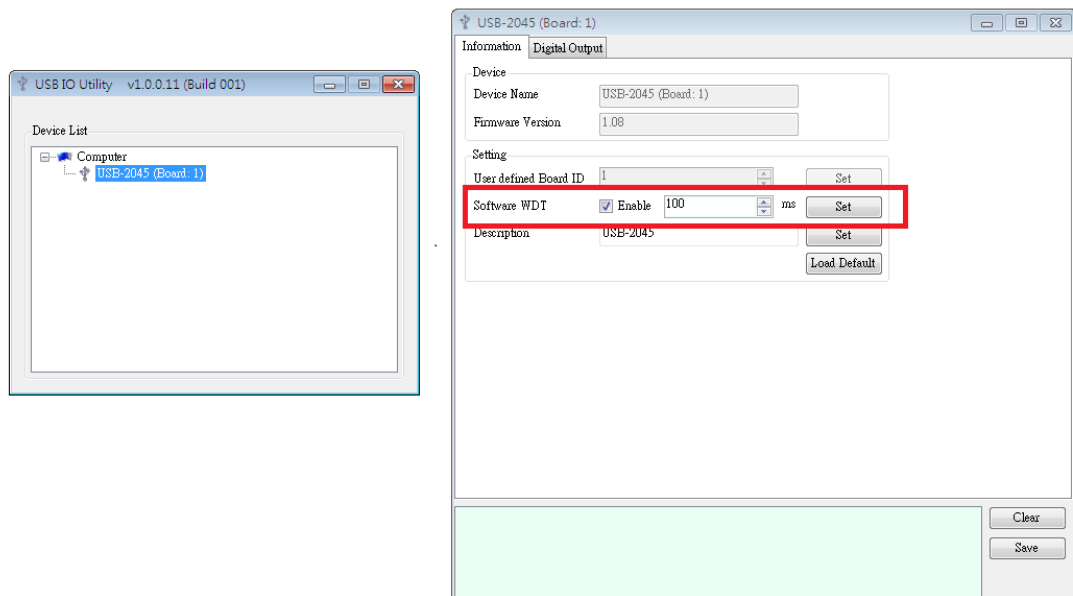 USB IO Utility v1.0.0.11 (Build 001)
Device List
Computer
USB-2045 (Board: 1)
USB-2045 (Board: 1)
Information Digital Output
Device
Device Name USB-2045 (Board: 1)
Firmware Version 1.08
Setting
User defined Board ID 1 Set
Software WDT Enable 100 ms Set
Description USB-2045 Set
Load Default
Clear
Save